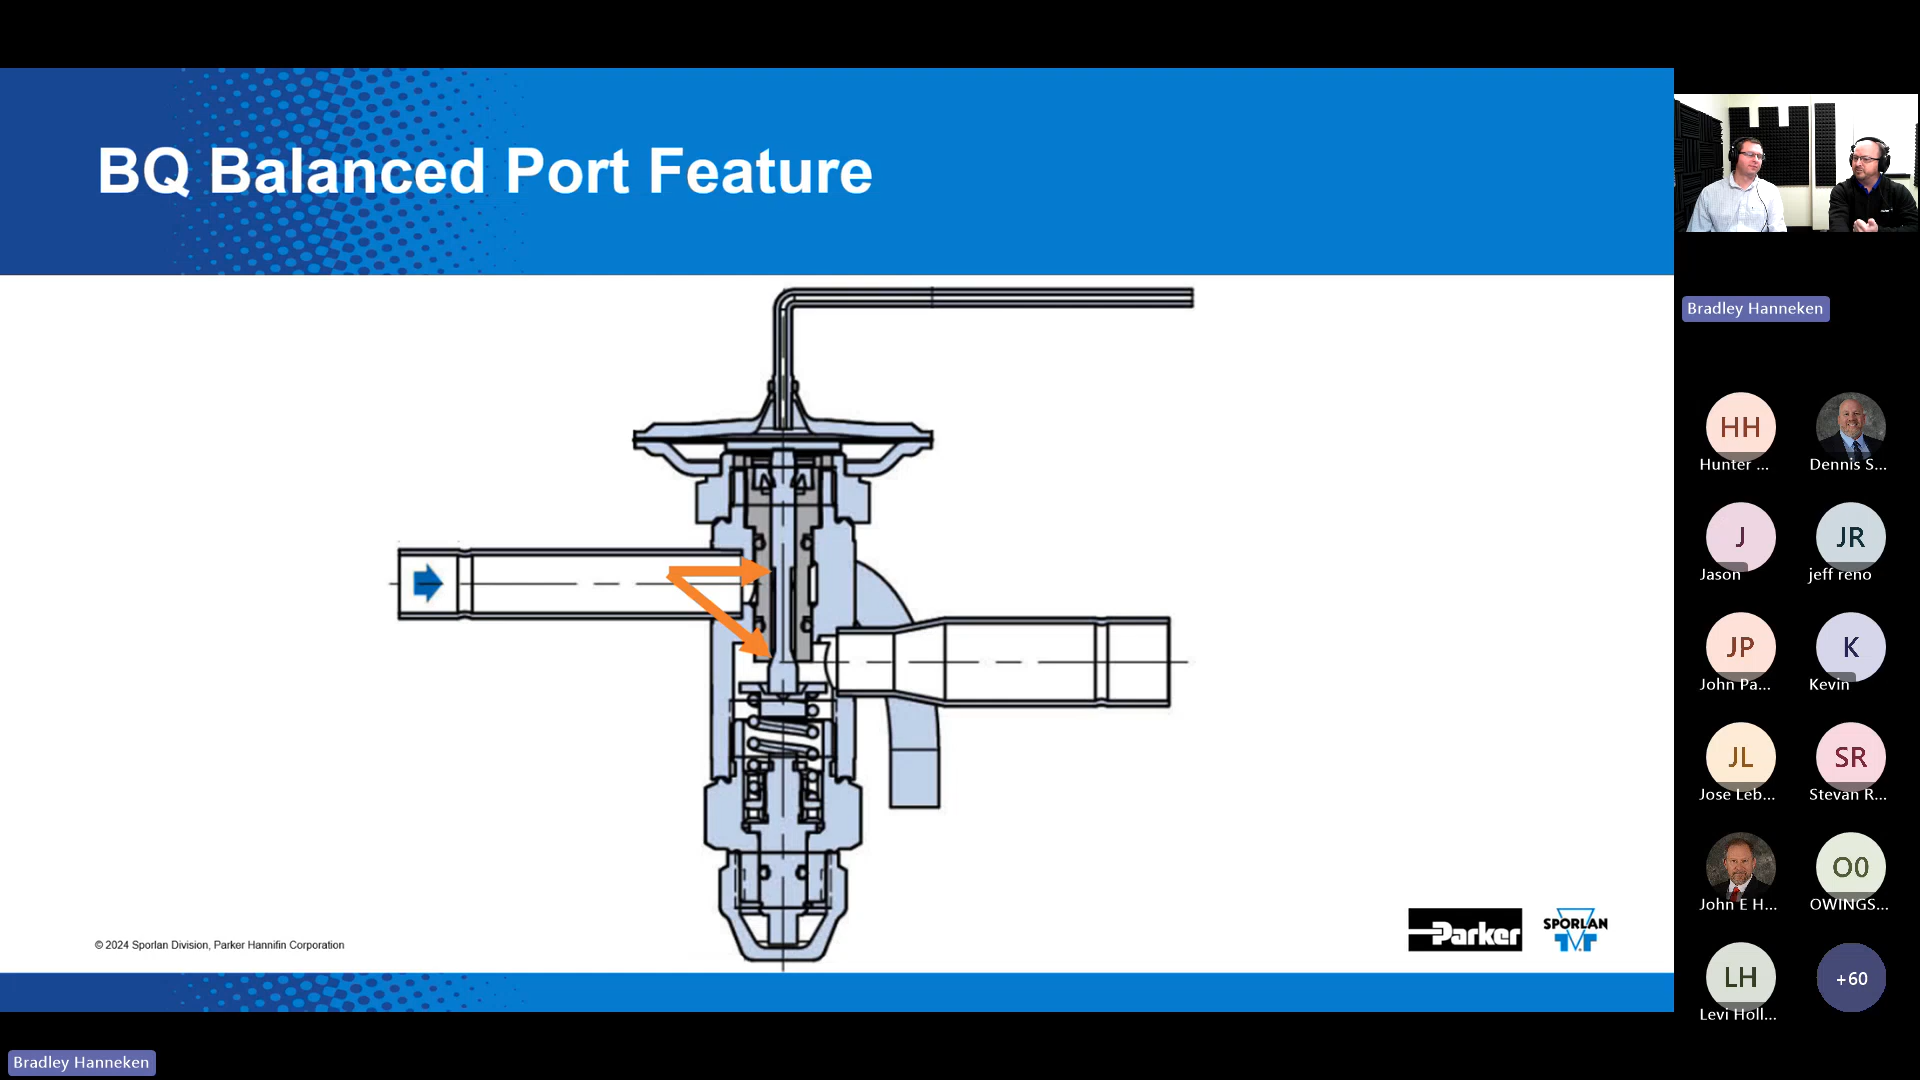 BQ Balanced Port Feature
© 2024 Sporlan Division, Parker Hannifin Corporation
Parker
SPORLAN
Bradley Hanneken
HH
Hunter ...
Dennis S...
J
Jason
JR
jeff reno
JP
John Pa...
K
Kevin
JL
Jose Leb...
SR
Stevan R...
John E H...
O0
OWINGS...
LH
Levi Holl...
+60
Bradley Hanneken